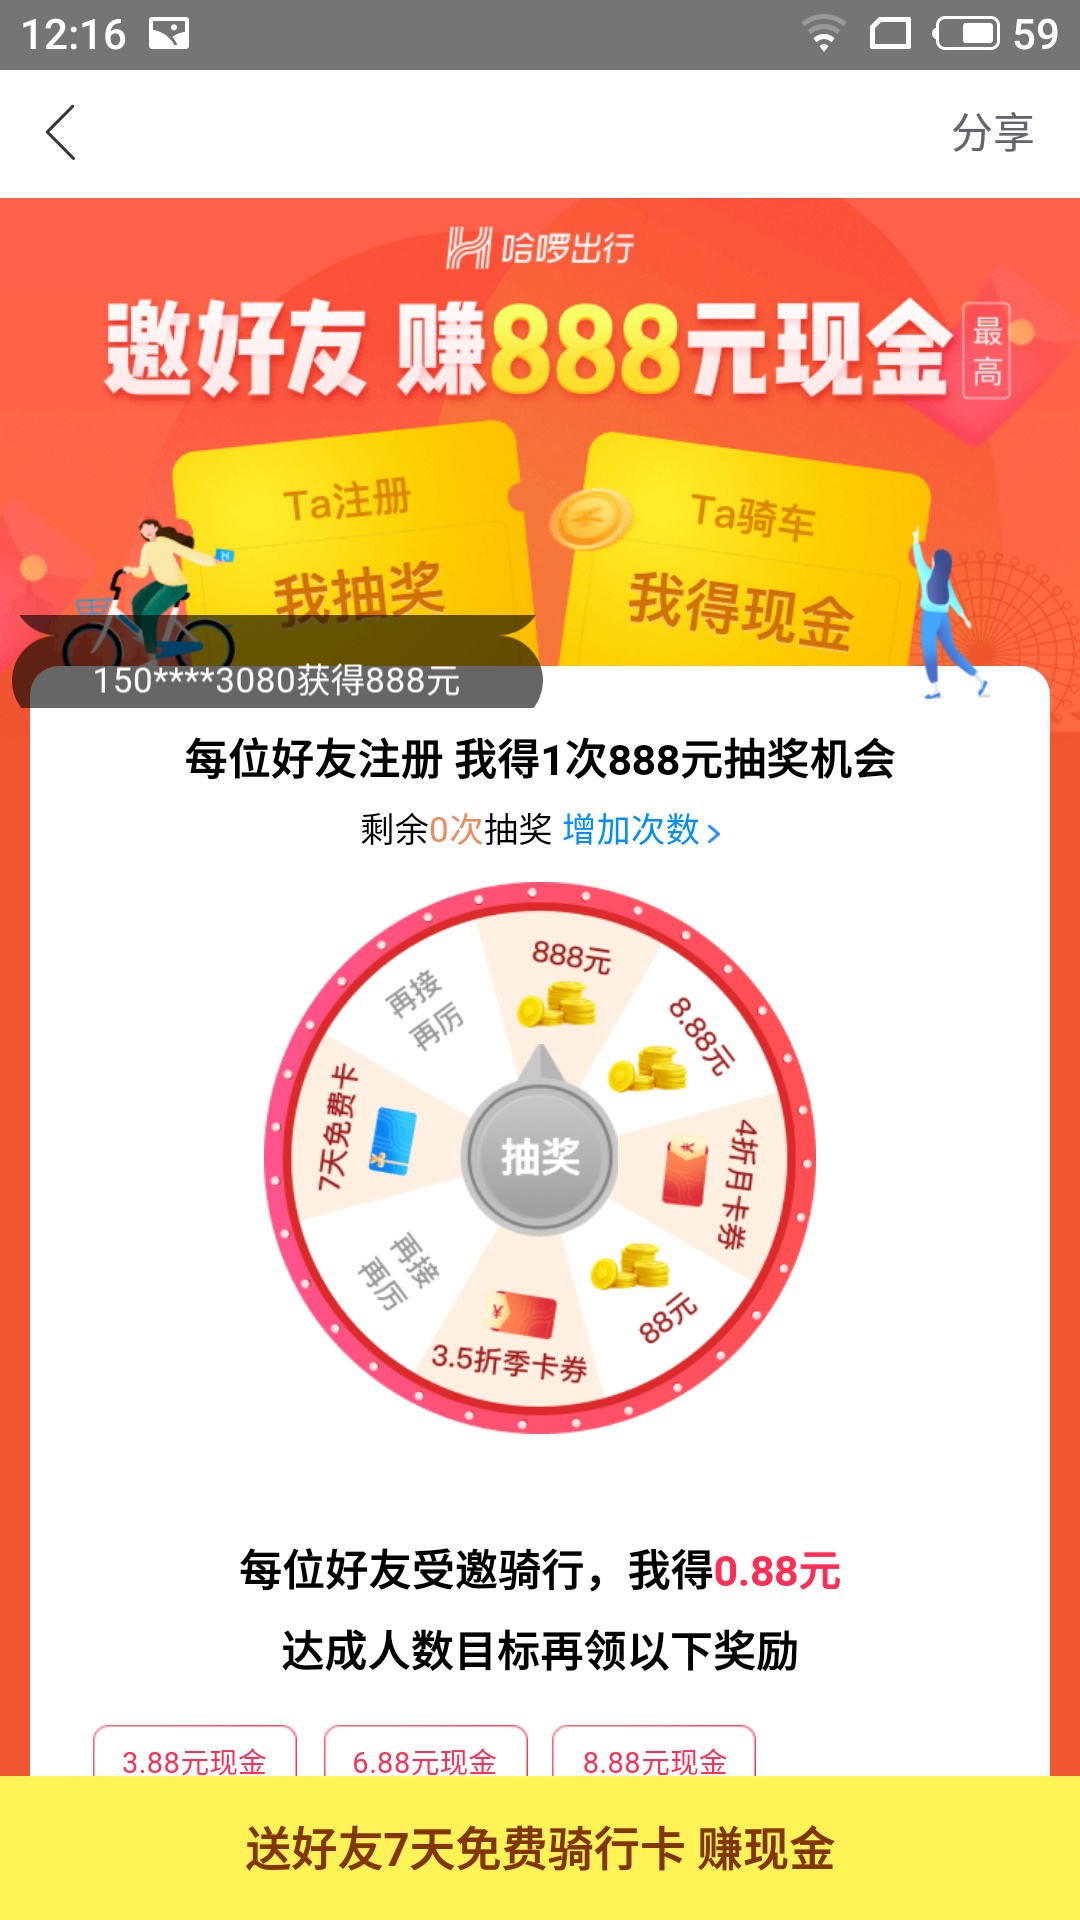 12:16
59
分享
哈啰出行
邀好友 赚888元现金
最高
Ta注册
我抽奖
Ta骑车
我得现金
150****3080获得888元
每位好友注册 我得1次888元抽奖机会
剩余0次抽奖 增加次数
888元
8.88元
4折月卡券
88元
3.5折季卡券
再接
再厉
7天免费卡
再接
再厉
抽奖
每位好友受邀骑行，我得0.88元
达成人数目标再领以下奖励
3.88元现金
6.88元现金
8.88元现金
送好友7天免费骑行卡 赚现金